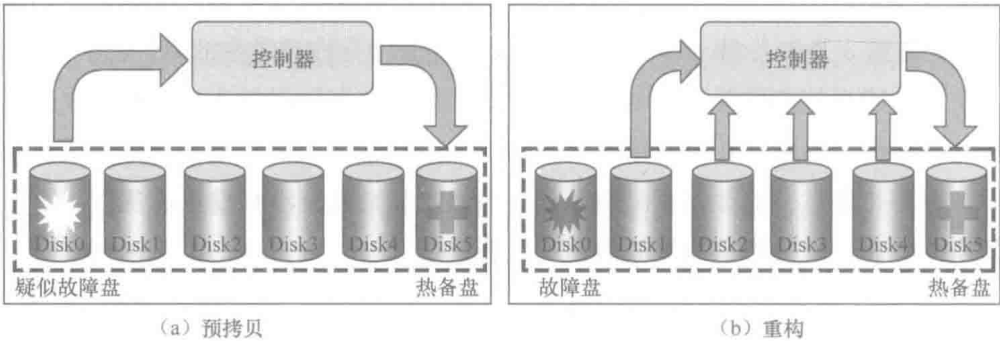 控制器
Disk0 Disk1 Disk2 Disk3 Disk4 Disk5
疑似故障盘 热备盘
(a) 预拷贝
控制器
Disk0 Disk1 Disk2 Disk3 Disk4 Disk5
故障盘 热备盘
(b) 重构